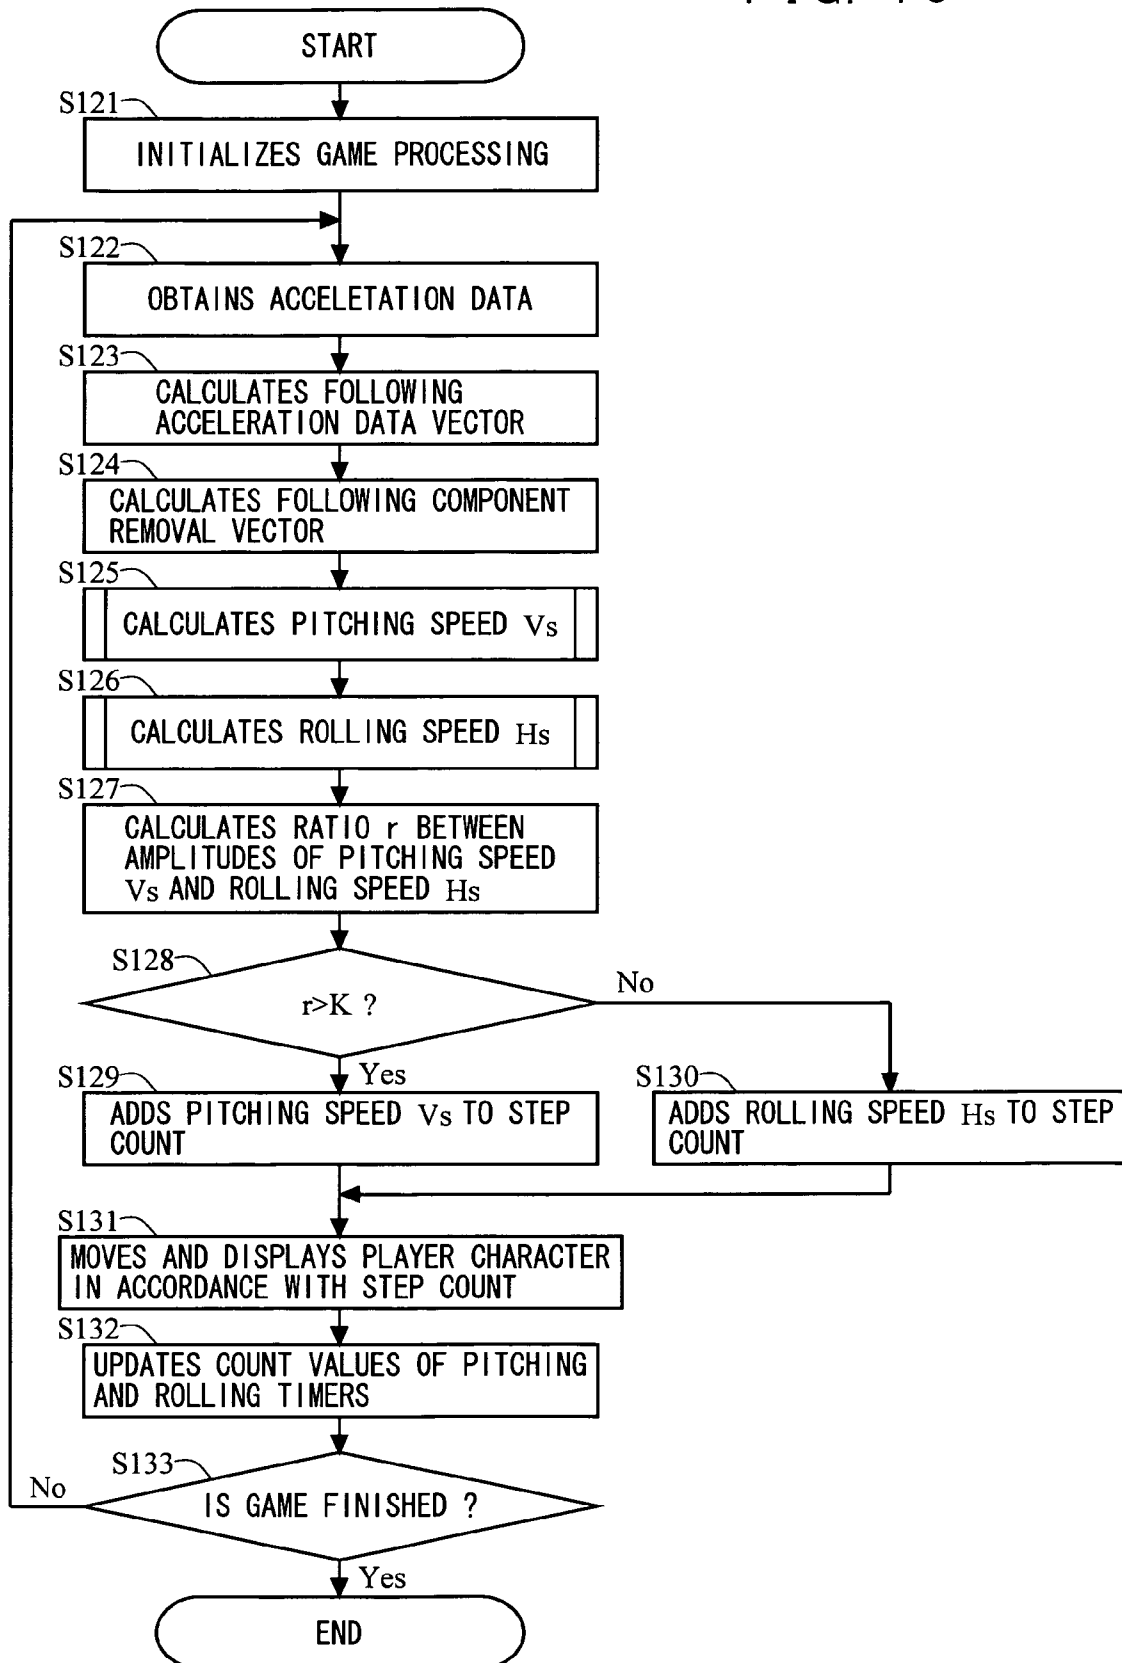 START
S121
INITIALIZES GAME PROCESSING
S122
OBTAINS ACCELETATION DATA
S123
CALCULATES FOLLOWING
ACCELERATION DATA VECTOR
S124
CALCULATES FOLLOWING COMPONENT
REMOVAL VECTOR
S125
CALCULATES PITCHING SPEED Vs
S126
CALCULATES ROLLING SPEED Hs
S127
CALCULATES RATIO r BETWEEN
AMPLITUDES OF PITCHING SPEED
Vs AND ROLLING SPEED Hs
S128
r>K ?
No
Yes
S129
ADDS PITCHING SPEED Vs TO STEP
COUNT
S130
ADDS ROLLING SPEED Hs TO STEP
COUNT
S131
MOVES AND DISPLAYS PLAYER CHARACTER
IN ACCORDANCE WITH STEP COUNT
S132
UPDATES COUNT VALUES OF PITCHING
AND ROLLING TIMERS
S133
IS GAME FINISHED ?
No
Yes
END